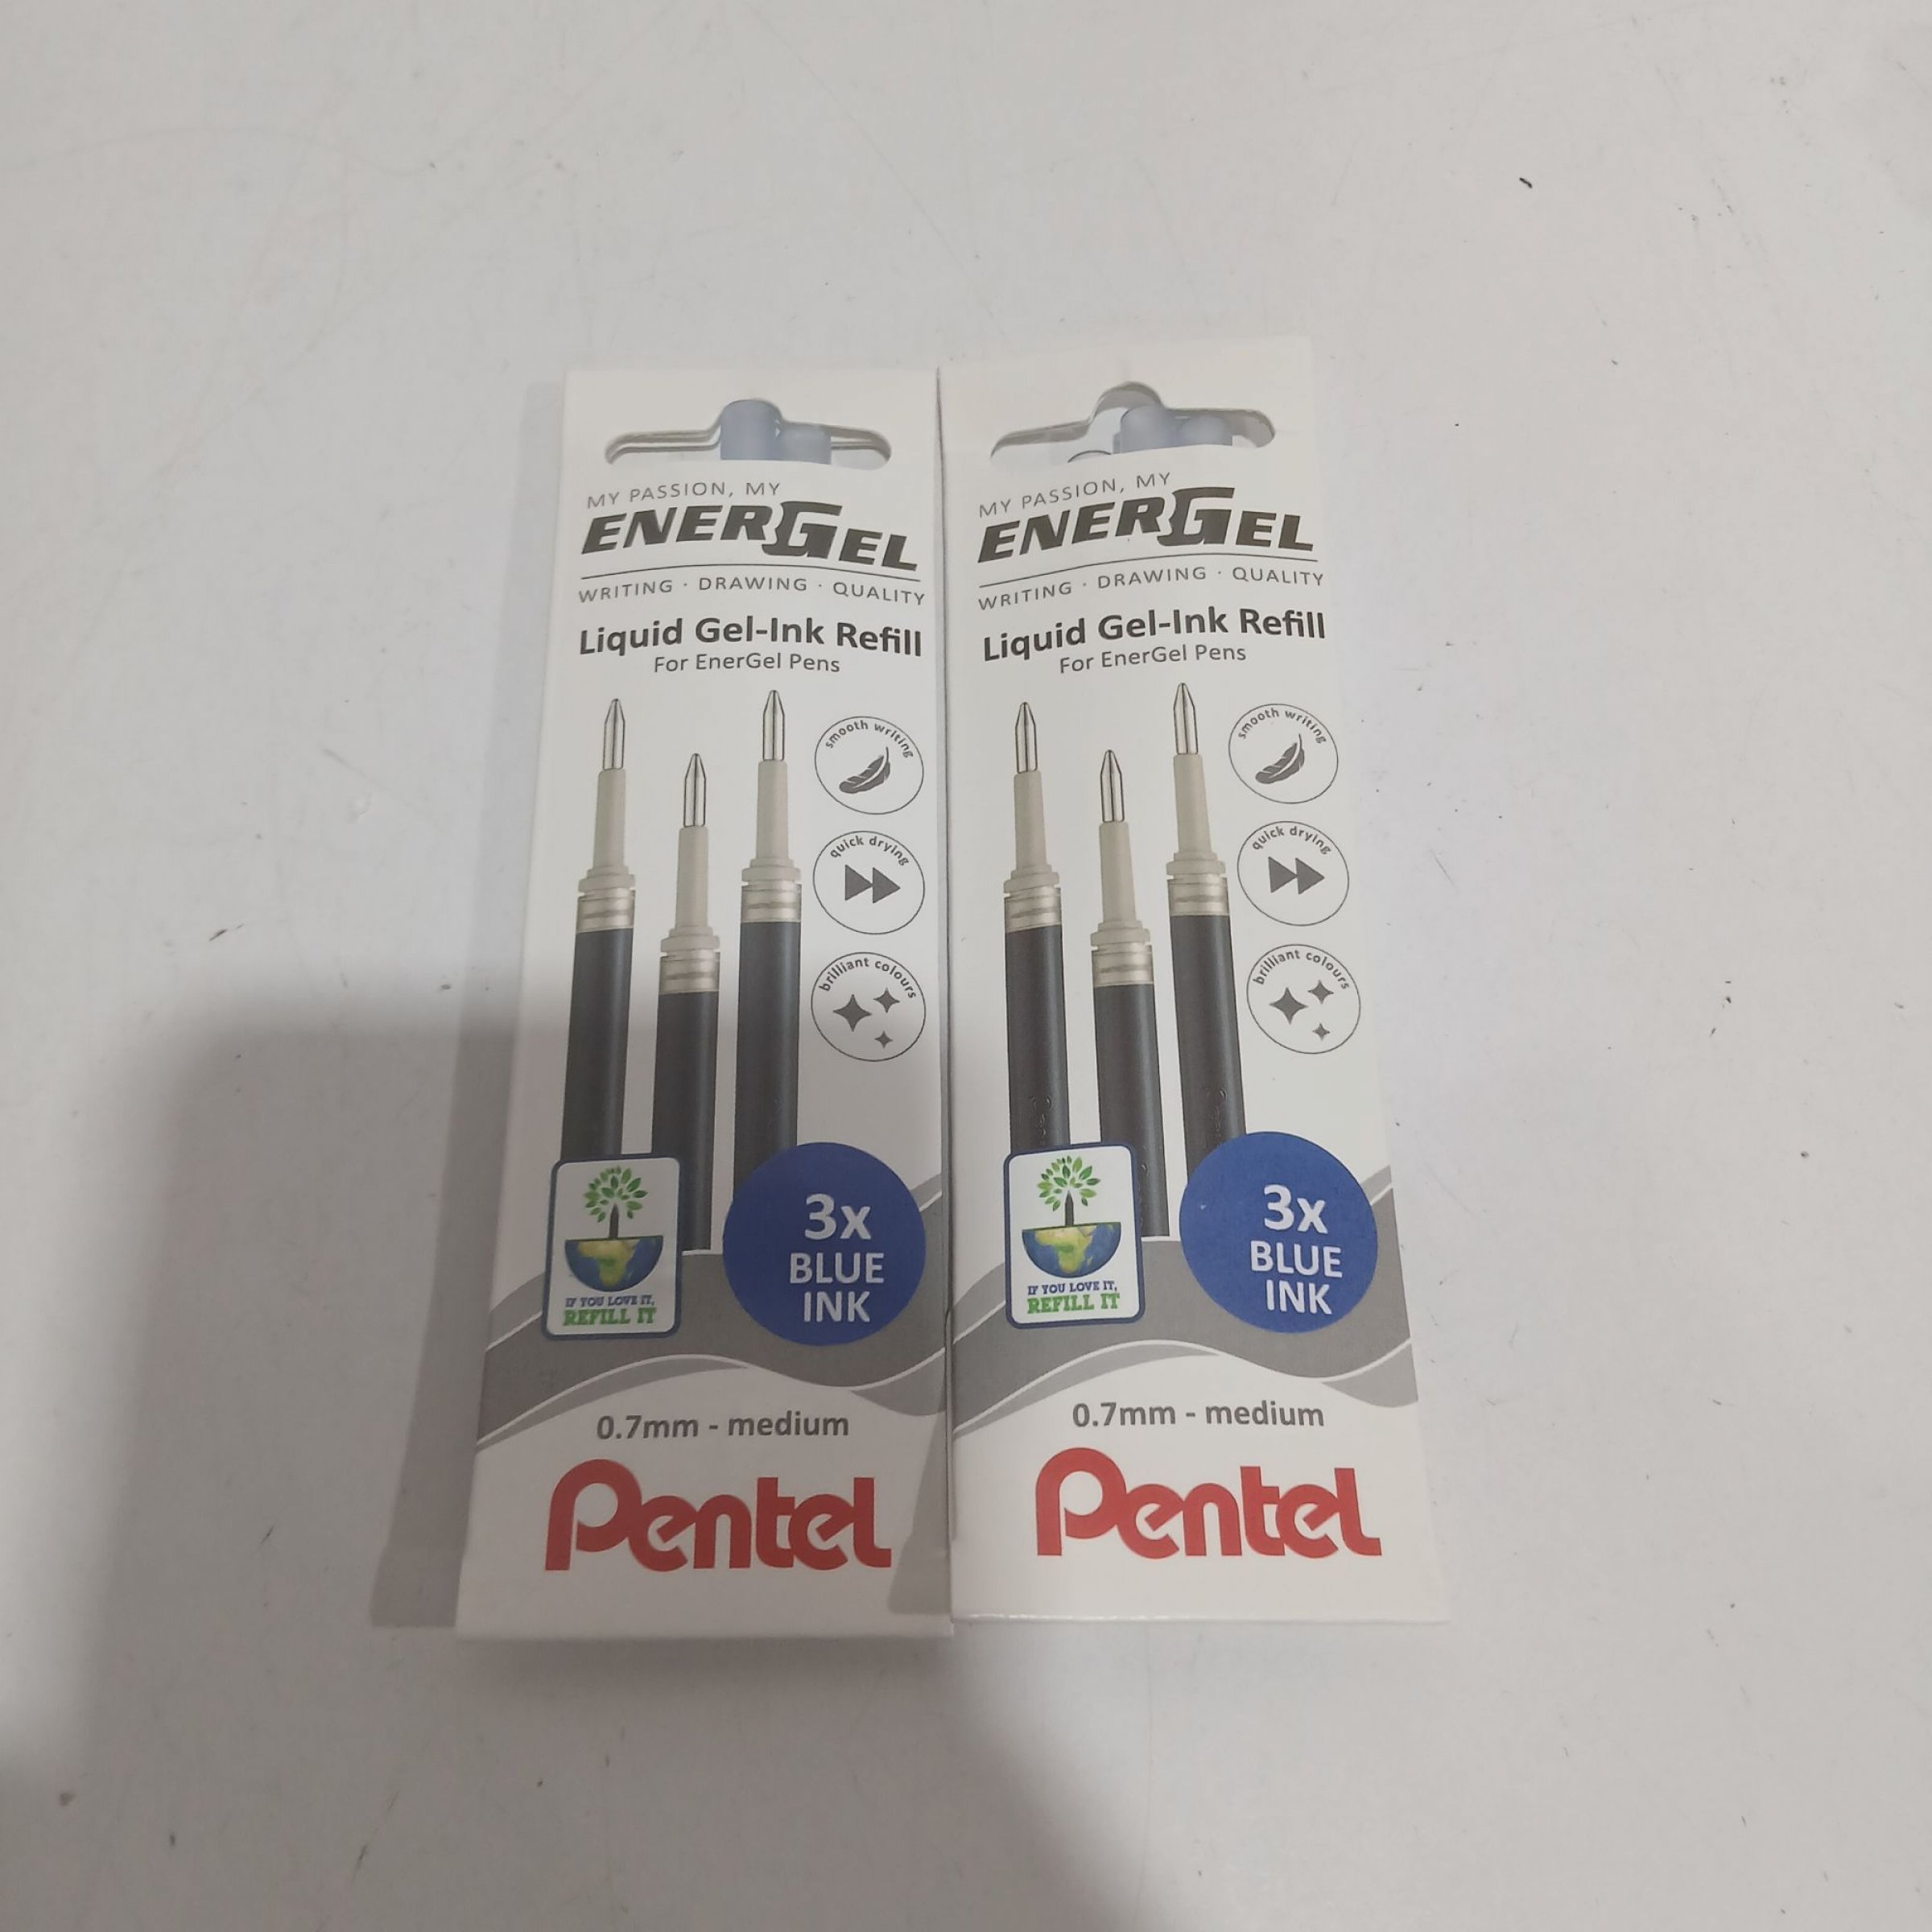 MY PASSION, MY
ENERGEL
WRITING · DRAWING · QUALITY
Liquid Gel-Ink Refill
For EnerGel Pens
smooth writing
quick drying
brilliant colours
IF YOU LOVE IT,
REFILL IT
3x
BLUE
INK
0.7mm - medium
Pentel
MY PASSION, MY
ENERGEL
WRITING · DRAWING · QUALITY
Liquid Gel-Ink Refill
For EnerGel Pens
smooth writing
quick drying
brilliant colours
IF YOU LOVE IT,
REFILL IT
3x
BLUE
INK
0.7mm - medium
Pentel